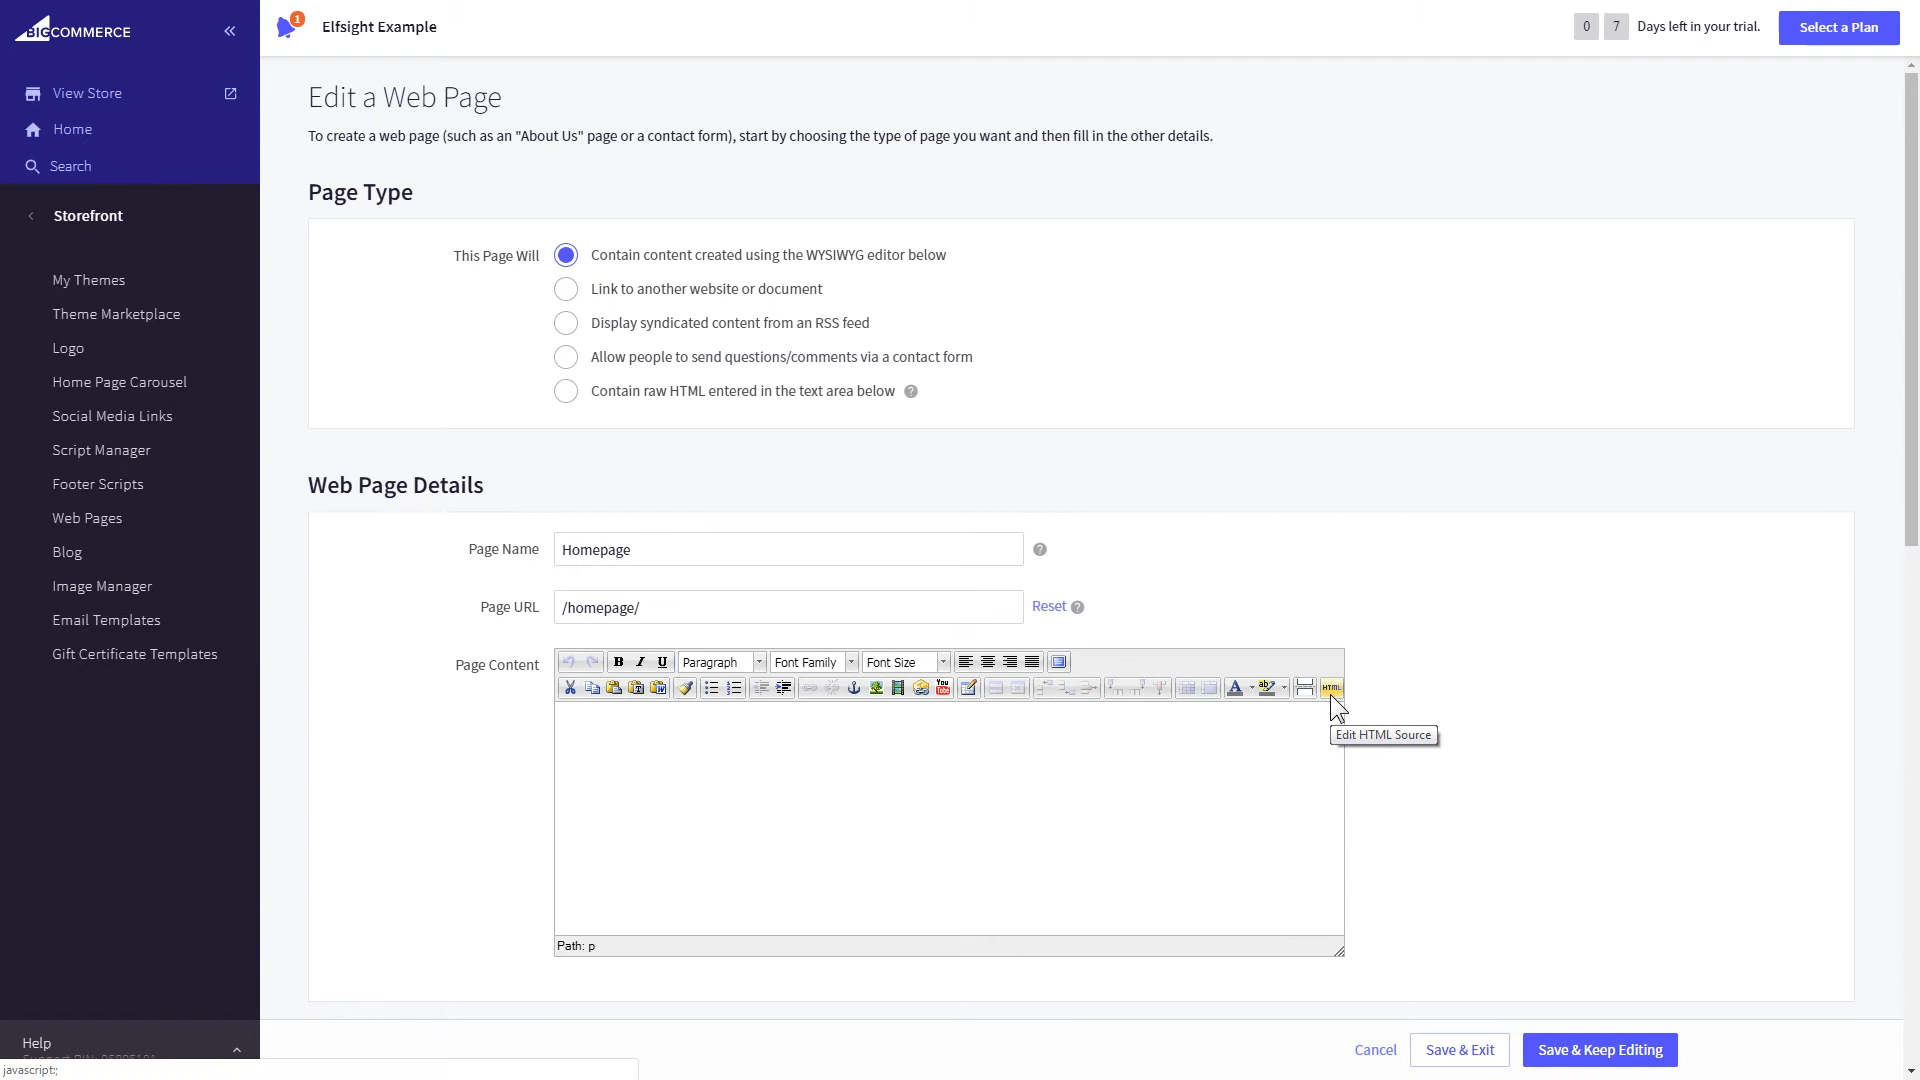 BIGCOMMERCE
1
Elfsight Example
0 7 Days left in your trial.
Select a Plan
View Store
Home
Search
Storefront
My Themes
Theme Marketplace
Logo
Home Page Carousel
Social Media Links
Script Manager
Footer Scripts
Web Pages
Blog
Image Manager
Email Templates
Gift Certificate Templates
Help
javascript:;
Edit a Web Page
To create a web page (such as an "About Us" page or a contact form), start by choosing the type of page you want and then fill in the other details.
Page Type
This Page Will
Contain content created using the WYSIWYG editor below
Link to another website or document
Display syndicated content from an RSS feed
Allow people to send questions/comments via a contact form
Contain raw HTML entered in the text area below ?
Web Page Details
Page Name Homepage ?
Page URL /homepage/ Reset ?
Page Content
B I U Paragraph Font Family Font Size
You Tube A ab HTML
Edit HTML Source
Path: p
Cancel Save & Exit Save & Keep Editing